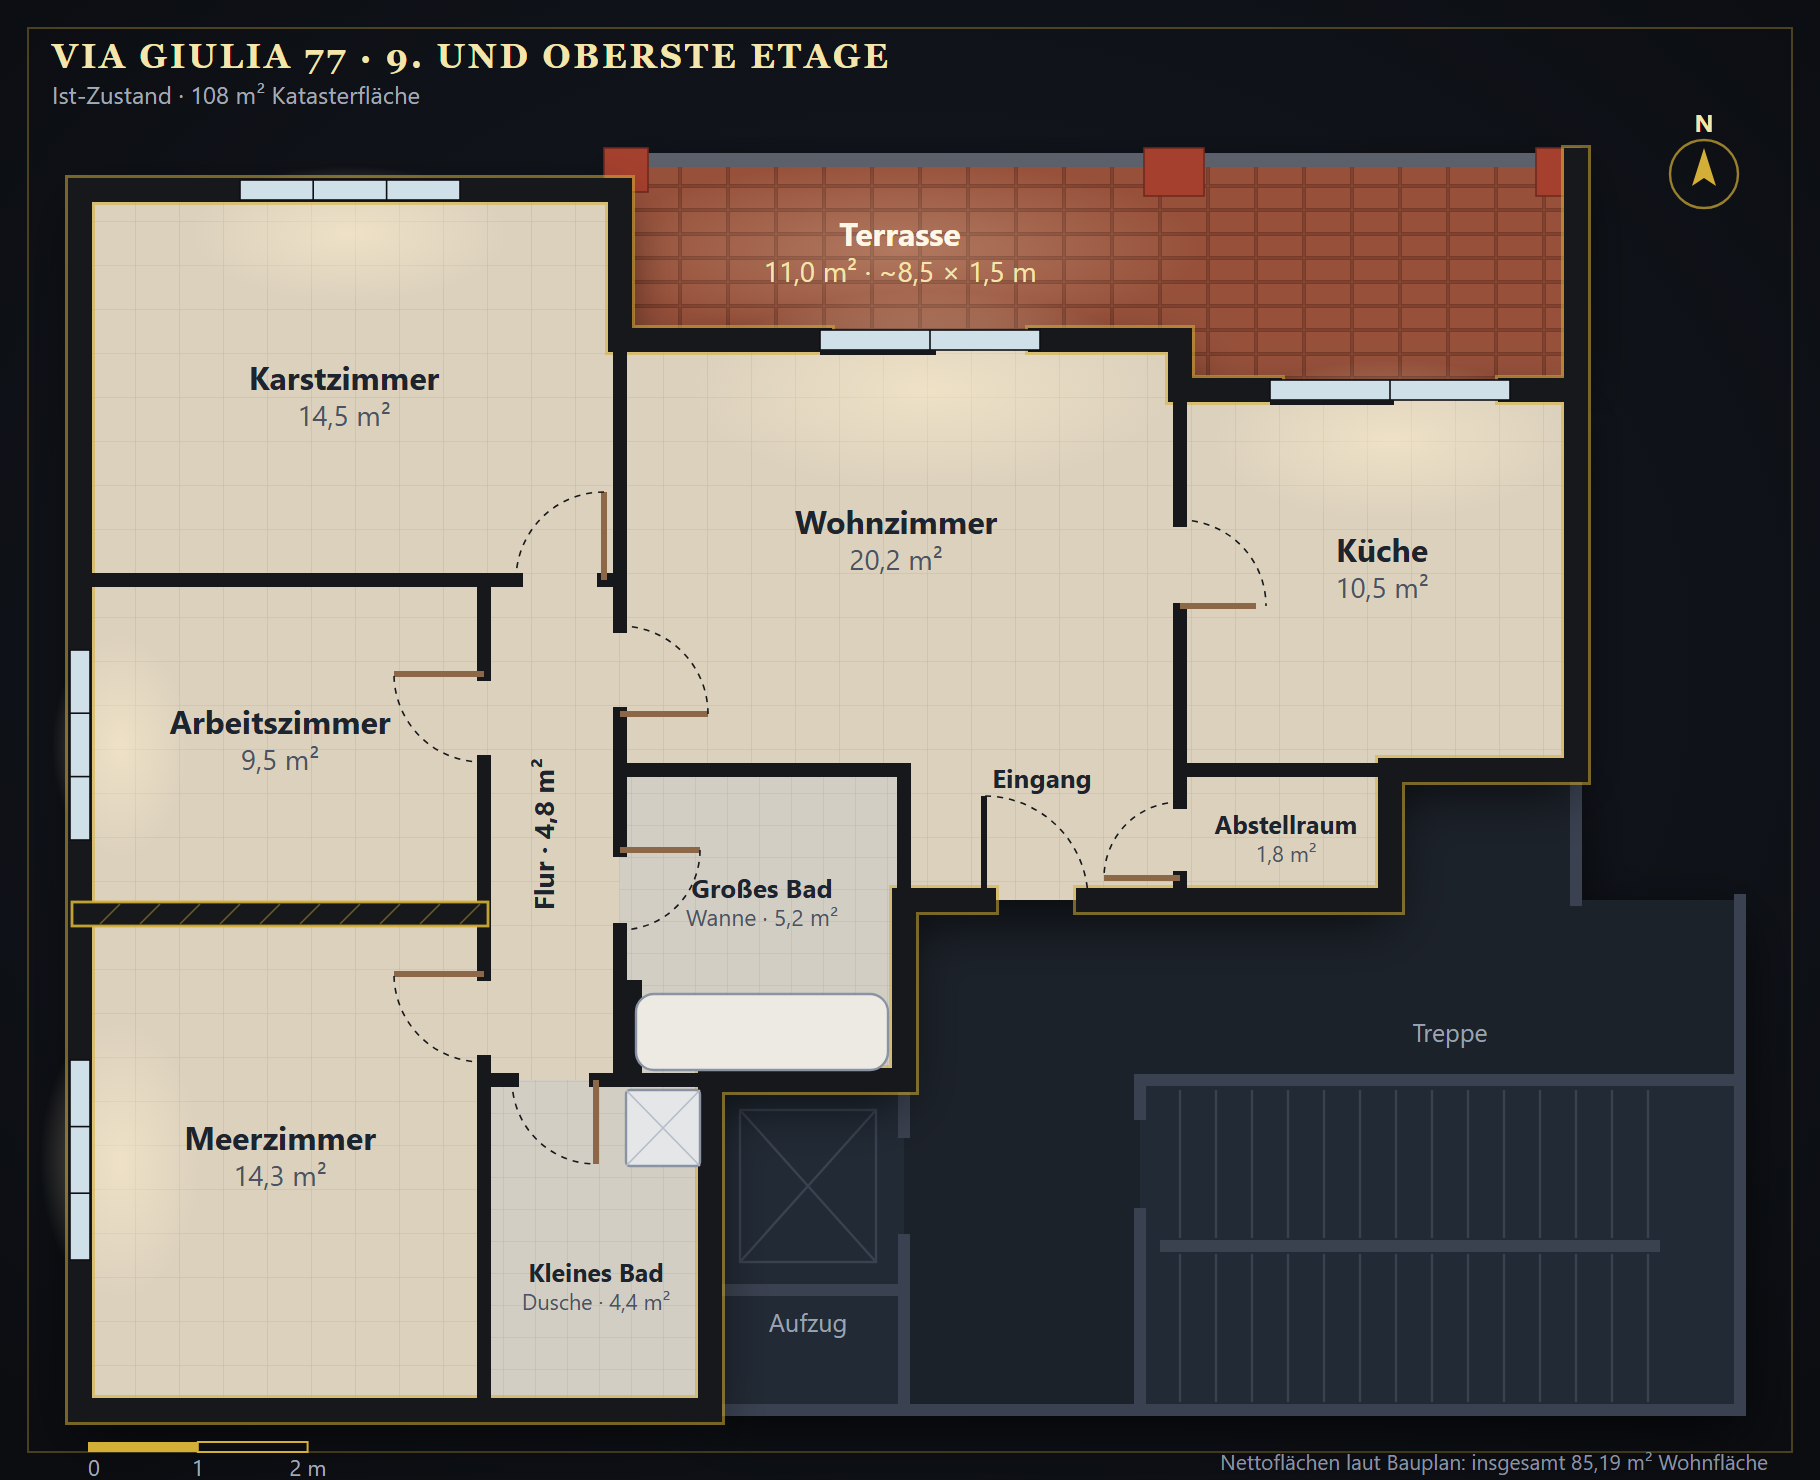 VIA GIULIA 77 · 9. UND OBERSTE ETAGE
Ist-Zustand · 108 m² Katasterfläche
N
Terrasse
11,0 m² · ~8,5 × 1,5 m
Karstzimmer
14,5 m²
Wohnzimmer
20,2 m²
Küche
10,5 m²
Arbeitszimmer
9,5 m²
Flur · 4,8 m²
Eingang
Abstellraum
1,8 m²
Großes Bad
Wanne · 5,2 m²
Treppe
Meerzimmer
14,3 m²
Kleines Bad
Dusche · 4,4 m²
Aufzug
0 1 2 m
Nettoflächen laut Bauplan: insgesamt 85,19 m² Wohnfläche